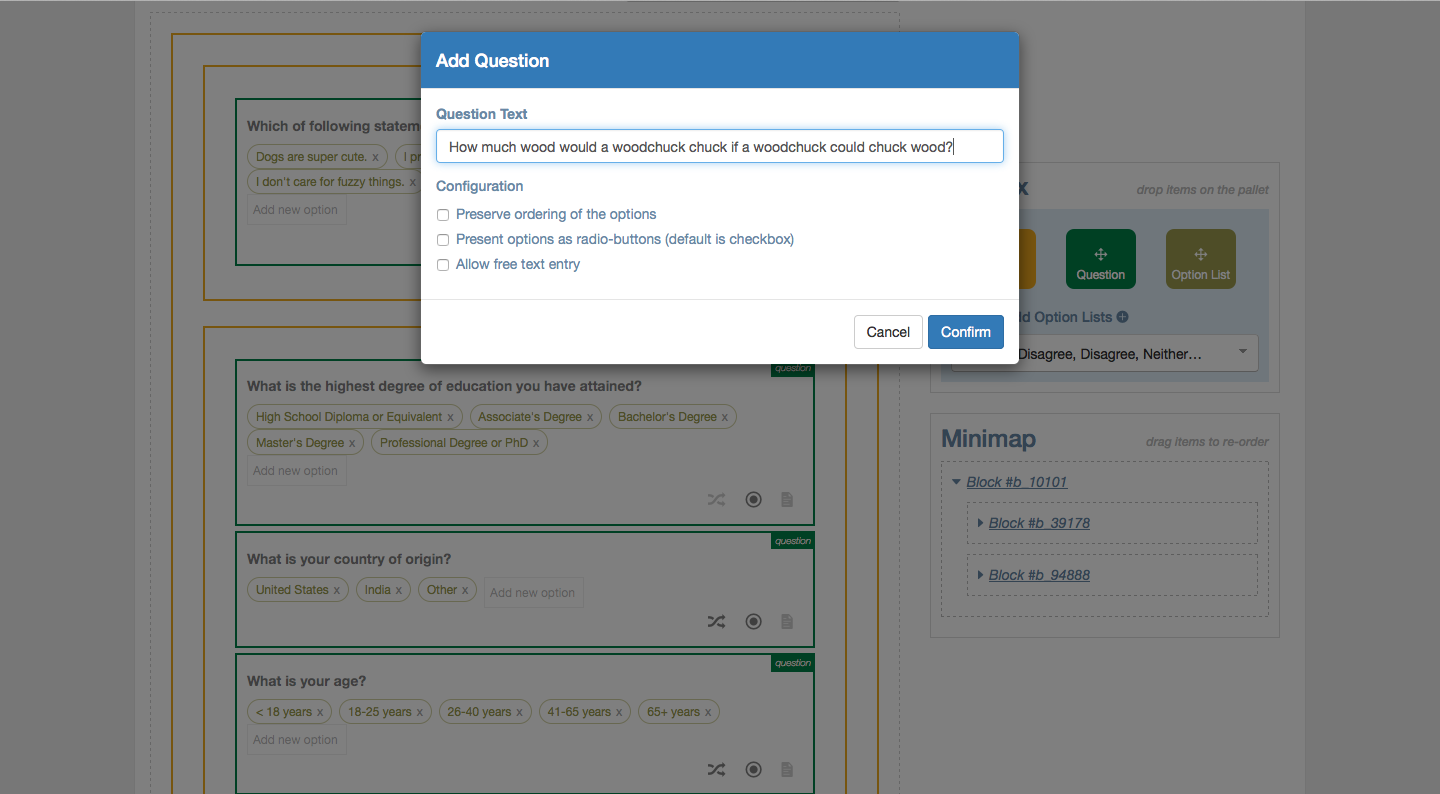 Add Question
Question Text
How much wood would a woodchuck chuck if a woodchuck could chuck wood?
Configuration
Preserve ordering of the options
Present options as radio-buttons (default is checkbox)
Allow free text entry
Cancel Confirm
Which of following
Dogs are super cute. x I
I don't care for fuzzy things. x
Add new option
question
What is the highest degree of education you have attained?
High School Diploma or Equivalent x Associate's Degree x Bachelor's Degree x
Master's Degree x Professional Degree or PhD x
Add new option
question
What is your country of origin?
United States x India x Other x Add new option
question
What is your age?
< 18 years x 18-25 years x 26-40 years x 41-65 years x 65+ years x
Add new option
x drop items on the pallet
Question Option List
Option Lists
Disagree, Disagree, Neither...
Minimap drag items to re-order
Block #b_10101
Block #b_39178
Block #b_94888